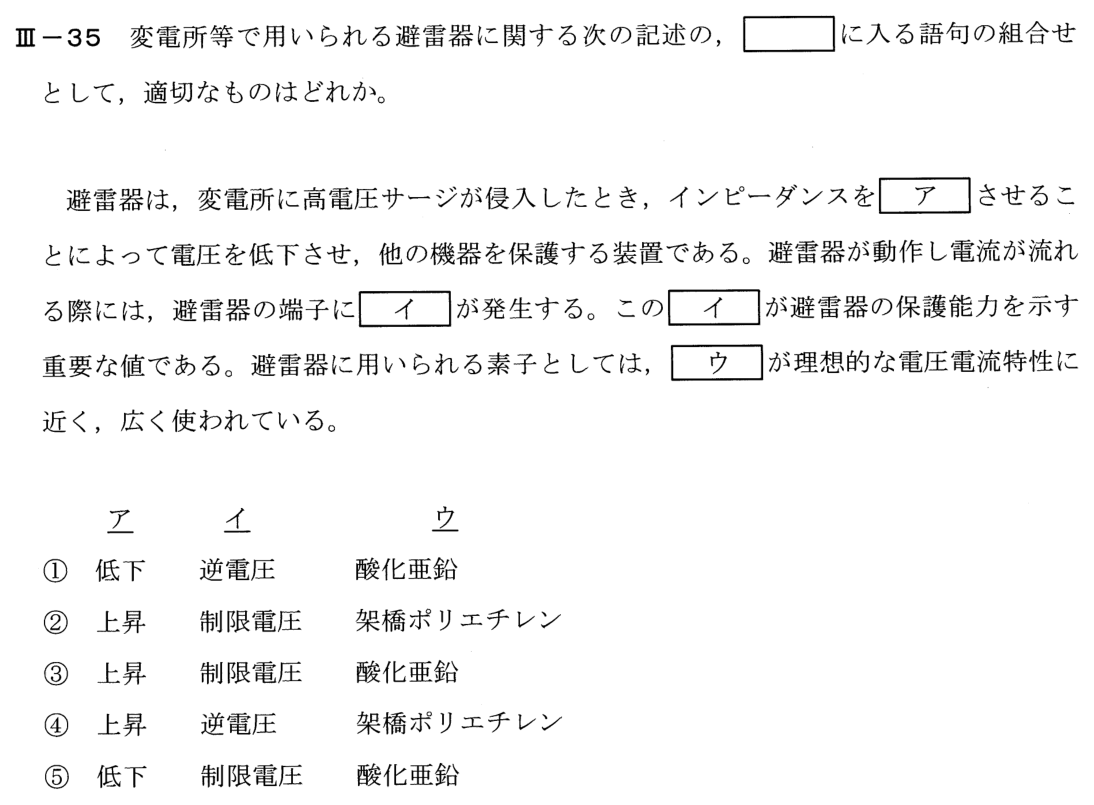 Ⅲ－35　変電所等で用いられる避雷器に関する次の記述の，　　　に入る語句の組合せ
として，適切なものはどれか。
避雷器は，変電所に高電圧サージが侵入したとき，インピーダンスを ア させるこ
とによって電圧を低下させ，他の機器を保護する装置である。避雷器が動作し電流が流れ
る際には，避雷器の端子に イ が発生する。この イ が避雷器の保護能力を示す
重要な値である。避雷器に用いられる素子としては， ウ が理想的な電圧電流特性に
近く，広く使われている。
ア　イ　ウ
①　低下　逆電圧　酸化亜鉛
②　上昇　制限電圧　架橋ポリエチレン
③　上昇　制限電圧　酸化亜鉛
④　上昇　逆電圧　架橋ポリエチレン
⑤　低下　制限電圧　酸化亜鉛